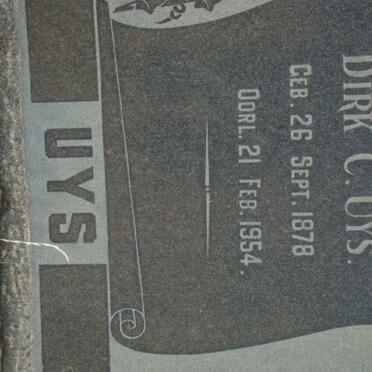 DIRK C. UYS.
GEB. 26 SEPT. 1878
OORL. 21 FEB. 1954.
UYS